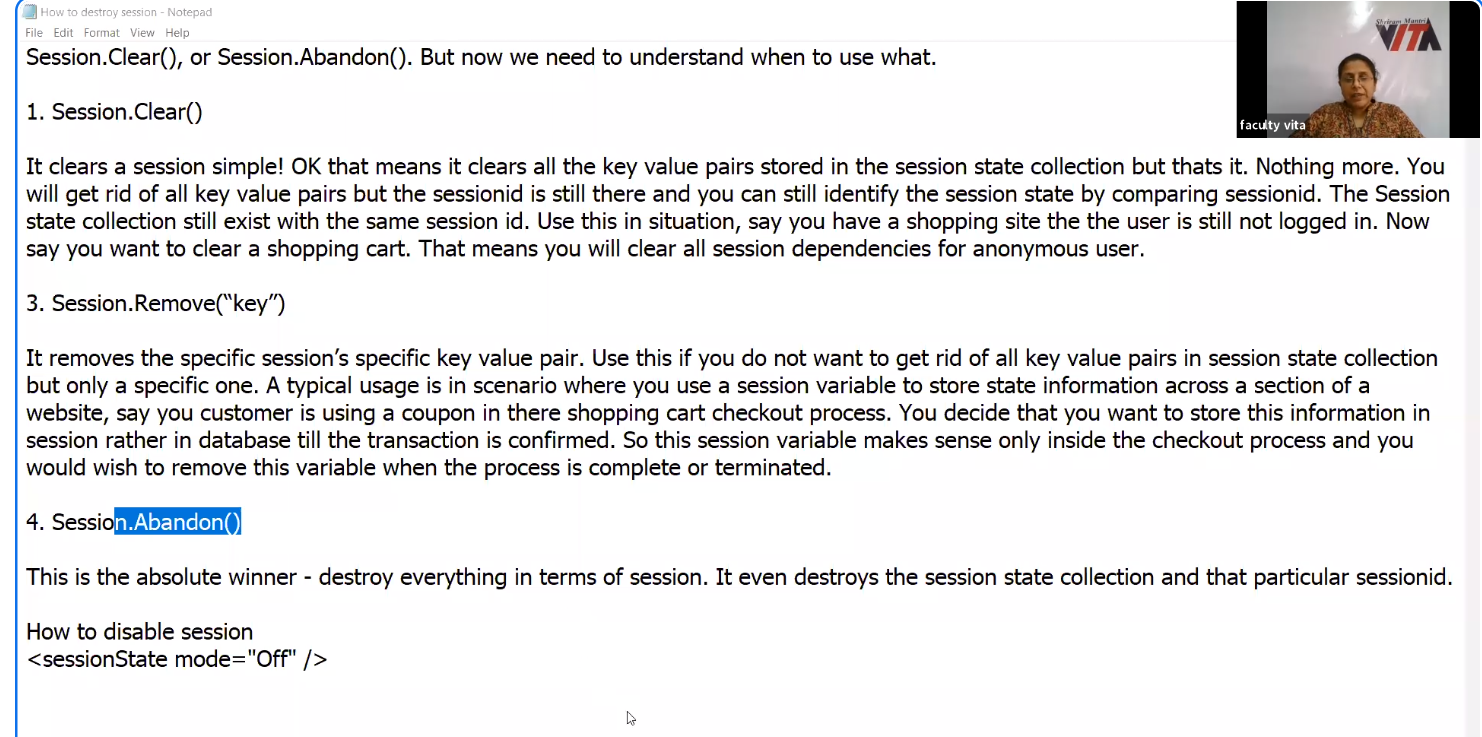 How to destroy session - Notepad
File Edit Format View Help
Session.Clear(), or Session.Abandon(). But now we need to understand when to use what.
1. Session.Clear()
It clears a session simple! OK that means it clears all the key value pairs stored in the session state collection but thats it. Nothing more. You
will get rid of all key value pairs but the sessionid is still there and you can still identify the session state by comparing sessionid. The Session
state collection still exist with the same session id. Use this in situation, say you have a shopping site the the user is still not logged in. Now
say you want to clear a shopping cart. That means you will clear all session dependencies for anonymous user.
3. Session.Remove(“key”)
It removes the specific session’s specific key value pair. Use this if you do not want to get rid of all key value pairs in session state collection
but only a specific one. A typical usage is in scenario where you use a session variable to store state information across a section of a
website, say you customer is using a coupon in there shopping cart checkout process. You decide that you want to store this information in
session rather in database till the transaction is confirmed. So this session variable makes sense only inside the checkout process and you
would wish to remove this variable when the process is complete or terminated.
4. Session.Abandon()
This is the absolute winner - destroy everything in terms of session. It even destroys the session state collection and that particular sessionid.
How to disable session
<sessionState mode="Off" />
Shriram Mantri
VITA
faculty vita